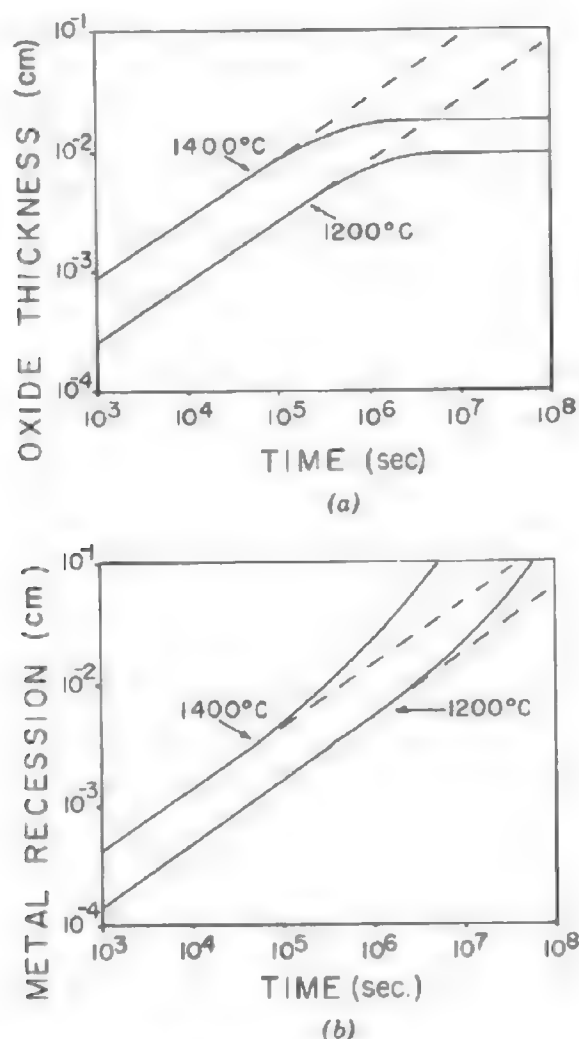 OXIDE THICKNESS (cm)
10⁻¹
10⁻²
10⁻³
10⁻⁴
1400°C
1200°C
10³ 10⁴ 10⁵ 10⁶ 10⁷ 10⁸
TIME (sec)
(a)
METAL RECESSION (cm)
10⁻¹
10⁻²
10⁻³
10⁻⁴
1400°C
1200°C
10³ 10⁴ 10⁵ 10⁶ 10⁷ 10⁸
TIME (sec.)
(b)